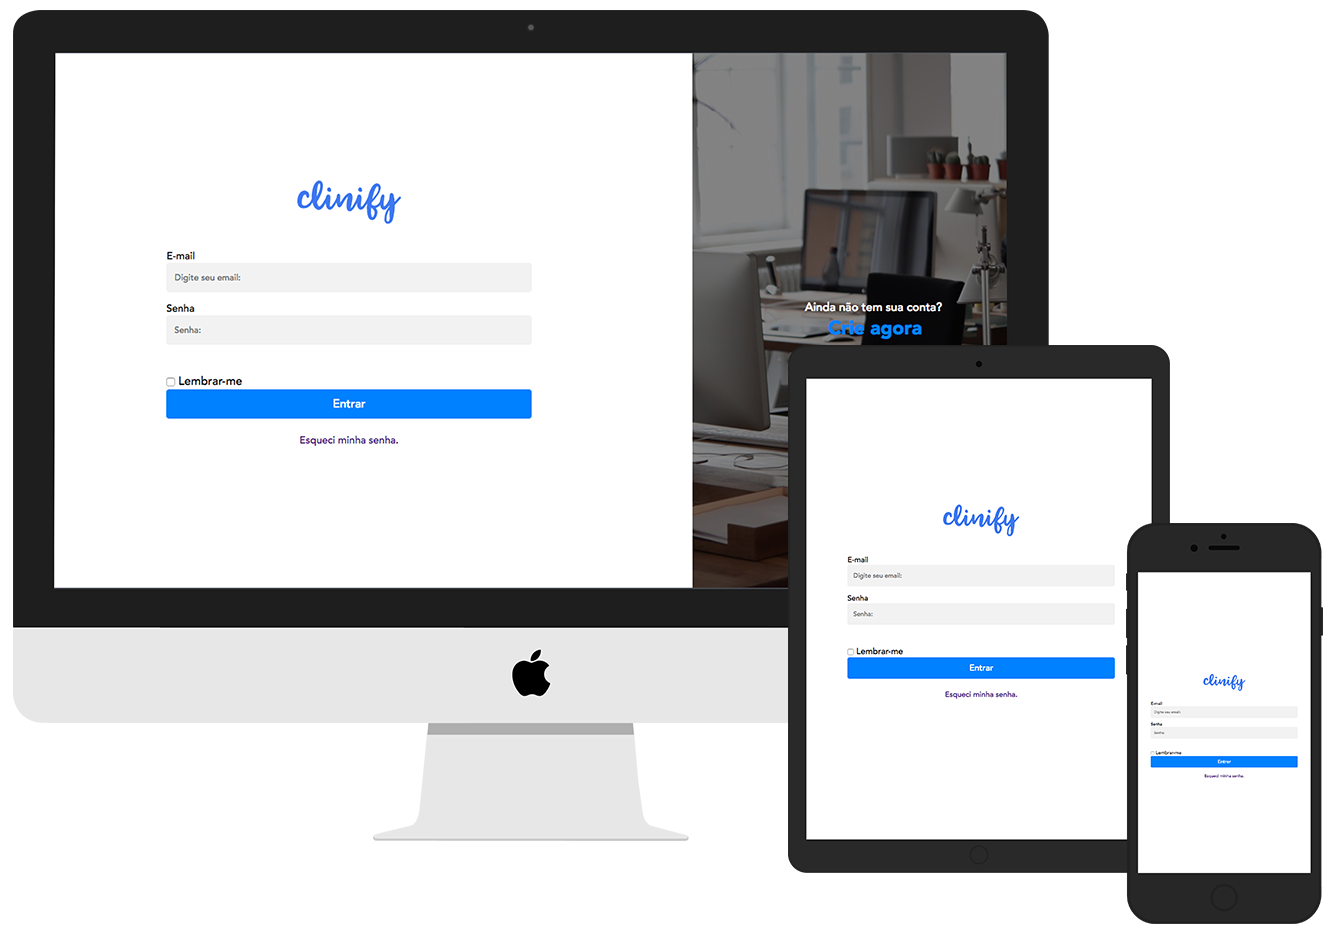 clinify
E-mail
Digite seu email:
Senha
Senha:
Lembrar-me
Entrar
Esqueci minha senha.
Ainda não tem sua conta?
Crie agora
clinify
E-mail
Digite seu email:
Senha
Senha:
Lembrar-me
Entrar
Esqueci minha senha.
clinify
E-mail
Digite seu email:
Senha
Senha:
Lembrar-me
Entrar
Esqueci minha senha.